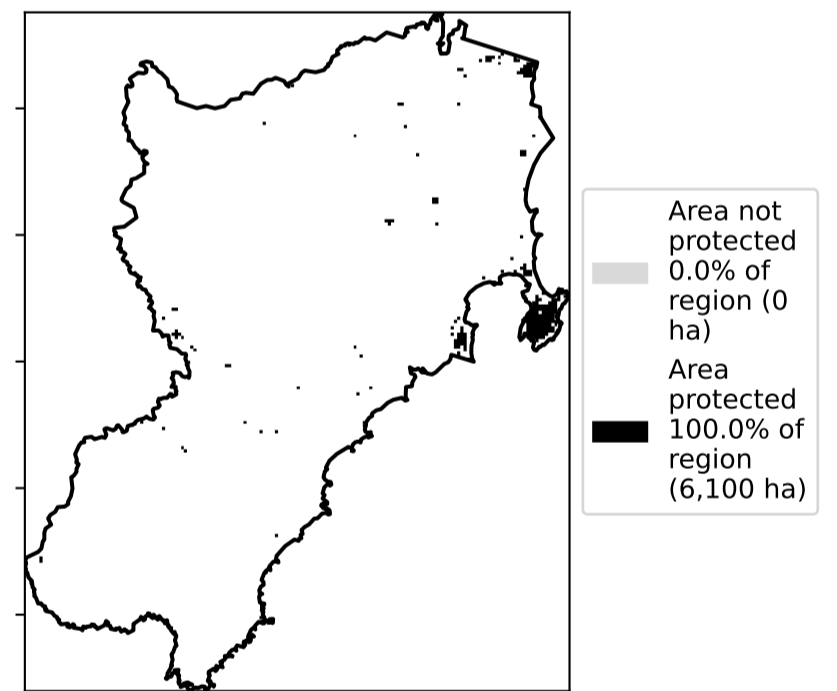 Area not
protected
0.0% of
region (0
ha)
Area
protected
100.0% of
region
(6,100 ha)